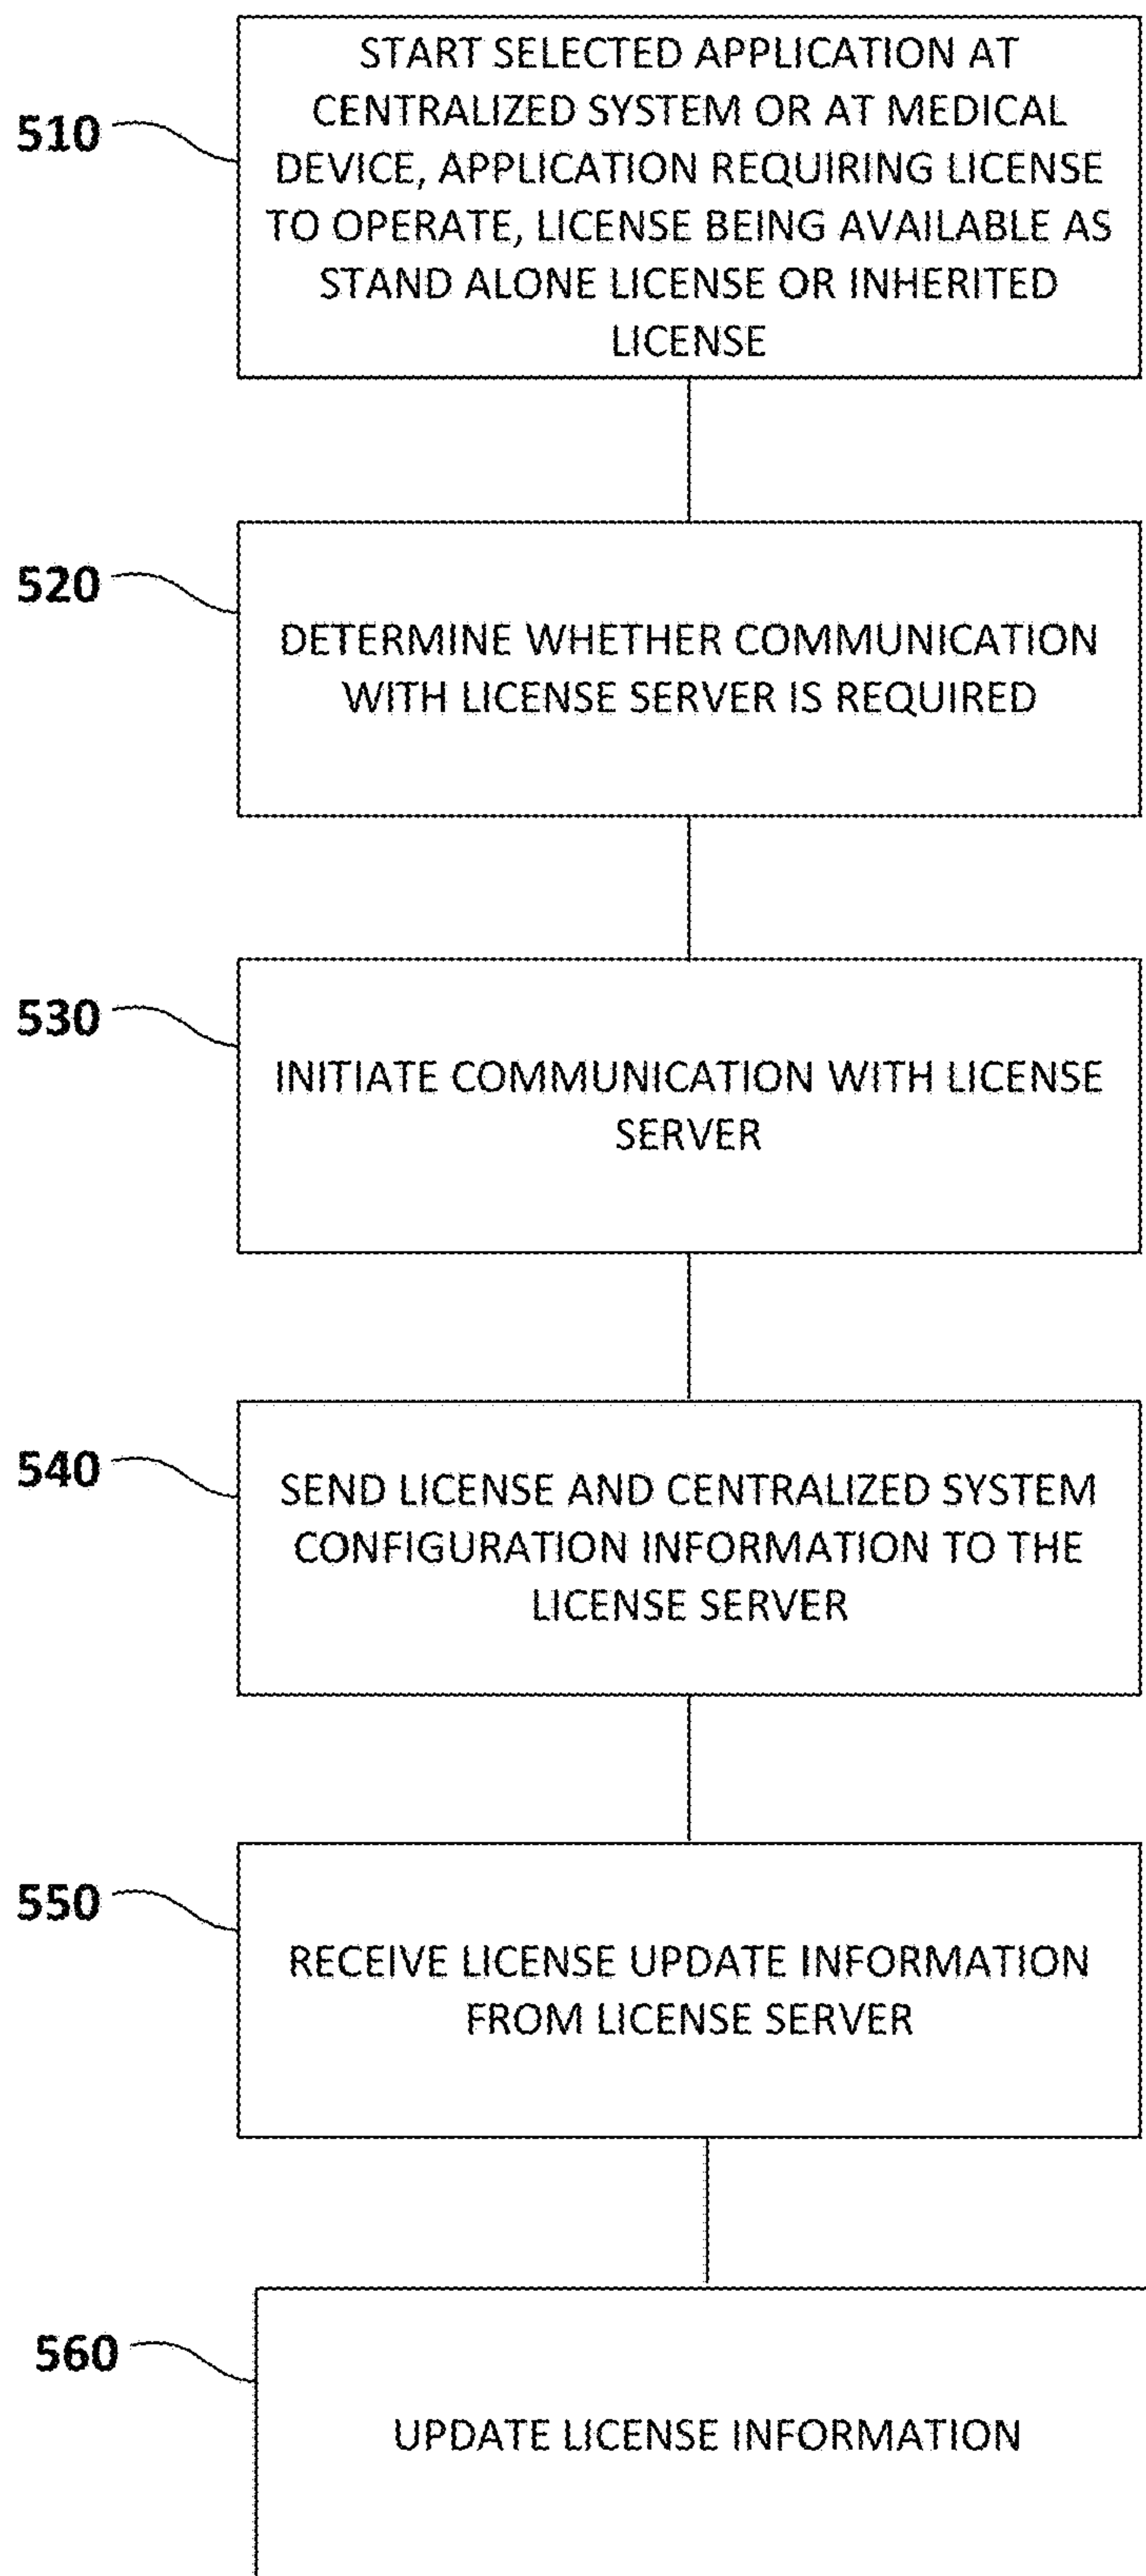 510
START SELECTED APPLICATION AT
CENTRALIZED SYSTEM OR AT MEDICAL
DEVICE, APPLICATION REQUIRING LICENSE
TO OPERATE, LICENSE BEING AVAILABLE AS
STAND ALONE LICENSE OR INHERITED
LICENSE
520
DETERMINE WHETHER COMMUNICATION
WITH LICENSE SERVER IS REQUIRED
530
INITIATE COMMUNICATION WITH LICENSE
SERVER
540
SEND LICENSE AND CENTRALIZED SYSTEM
CONFIGURATION INFORMATION TO THE
LICENSE SERVER
550
RECEIVE LICENSE UPDATE INFORMATION
FROM LICENSE SERVER
560
UPDATE LICENSE INFORMATION